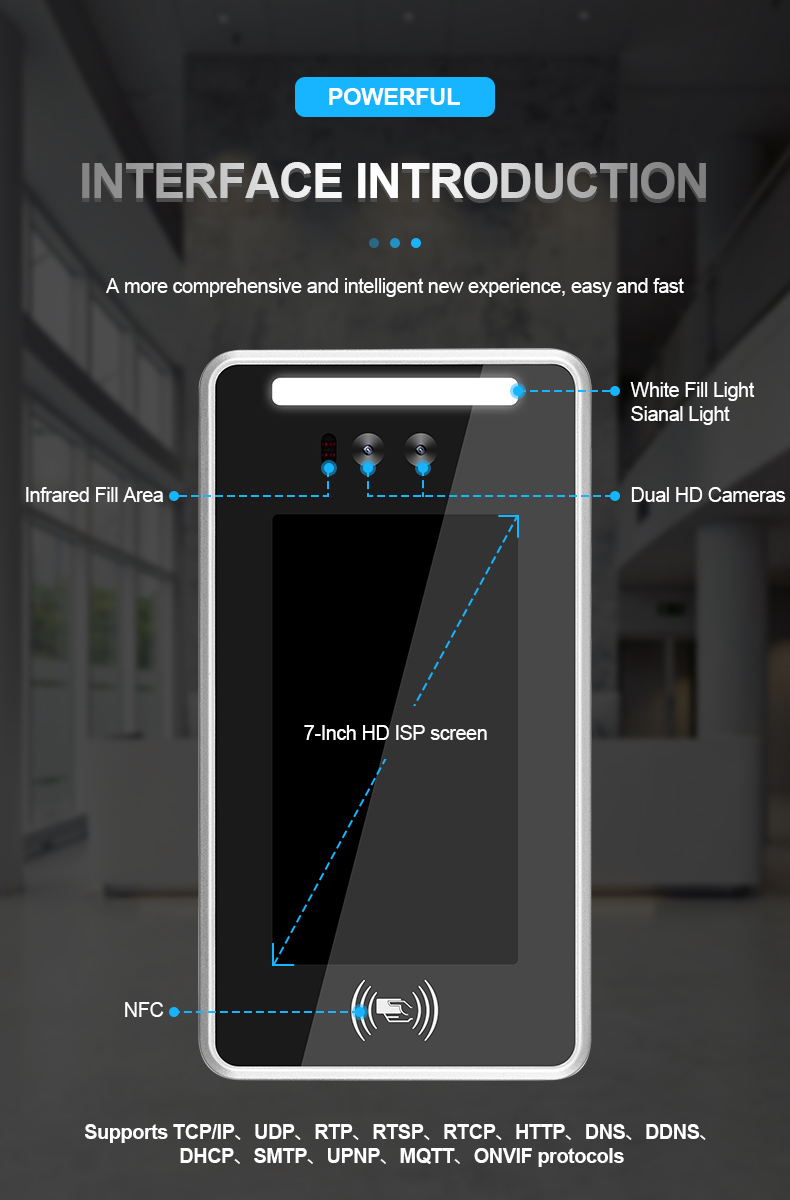 POWERFUL
INTERFACE INTRODUCTION
A more comprehensive and intelligent new experience, easy and fast
White Fill Light
Sianal Light
Infrared Fill Area
Dual HD Cameras
7-Inch HD ISP screen
NFC
Supports TCP/IP、UDP、RTP、RTSP、RTCP、HTTP、DNS、DDNS、
DHCP、SMTP、UPNP、MQTT、ONVIF protocols